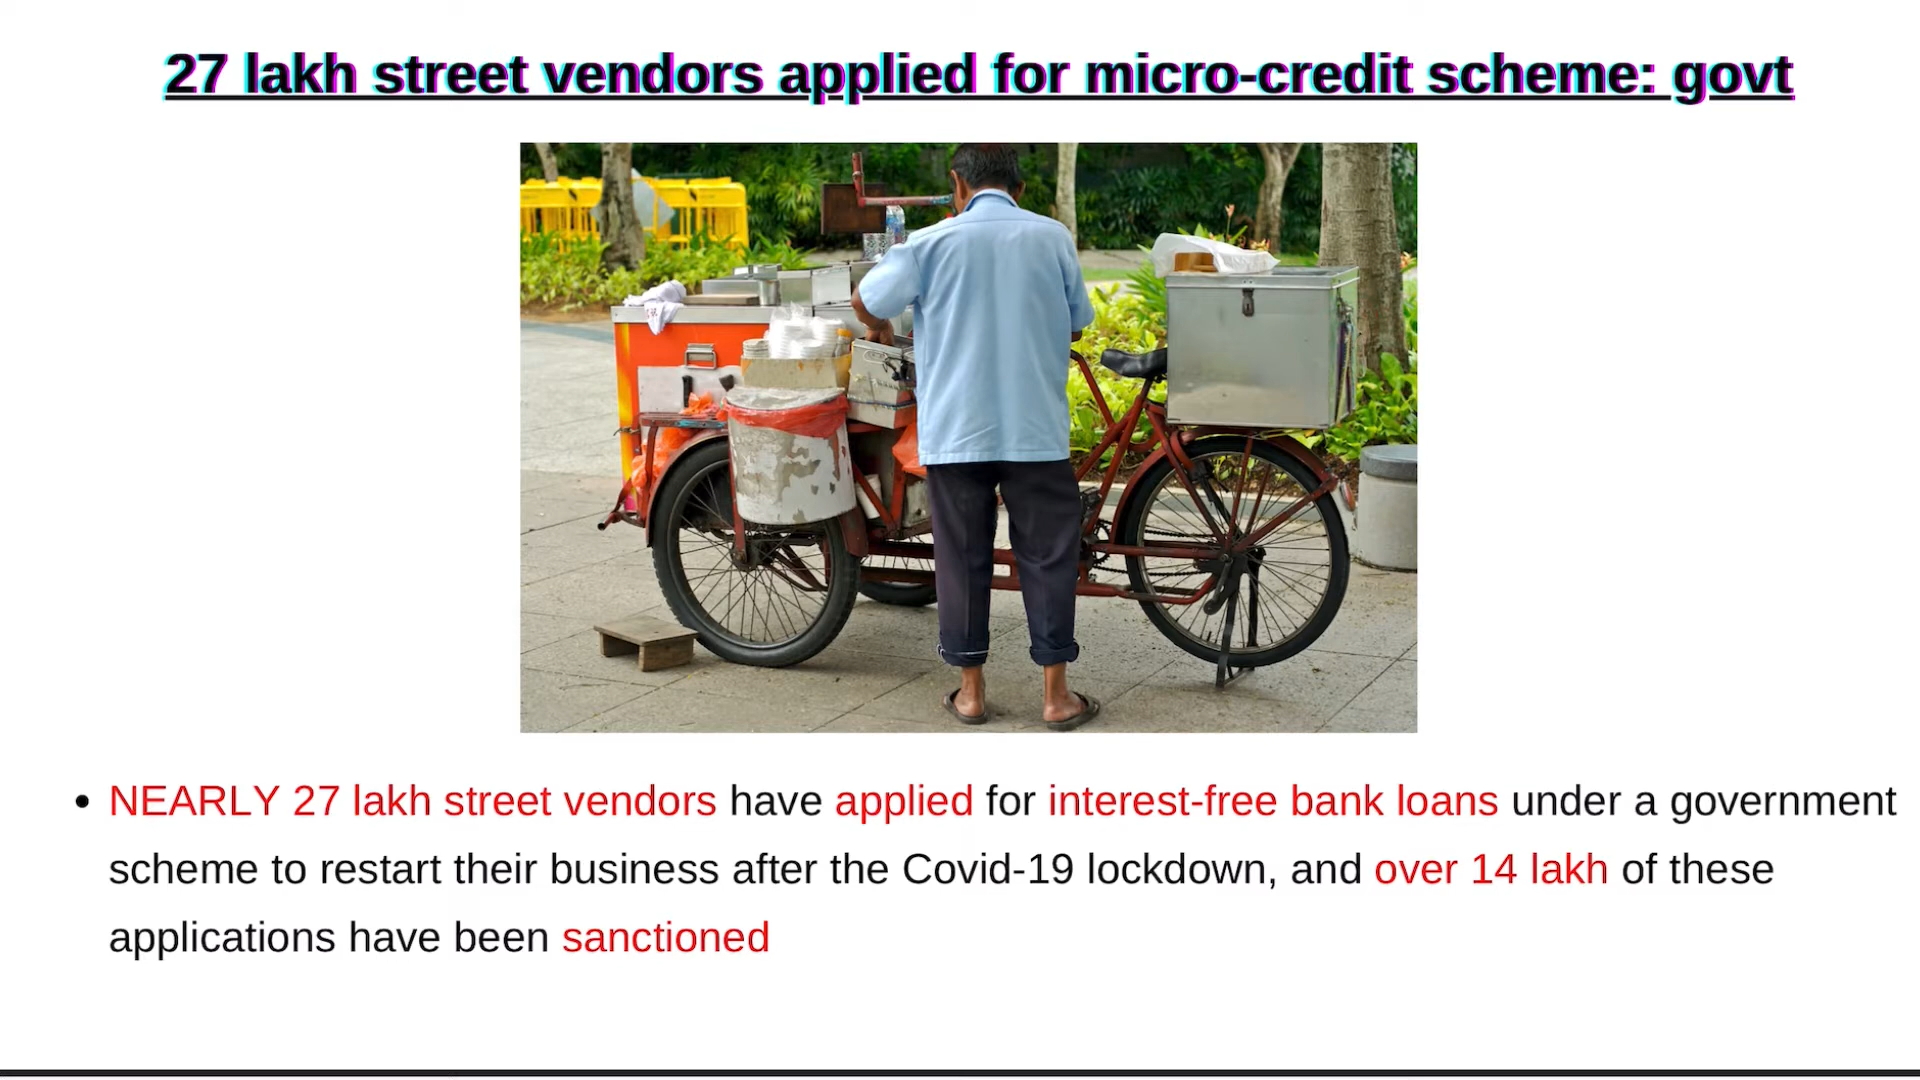 27 lakh street vendors applied for micro-credit scheme: govt
• NEARLY 27 lakh street vendors have applied for interest-free bank loans under a government
scheme to restart their business after the Covid-19 lockdown, and over 14 lakh of these
applications have been sanctioned